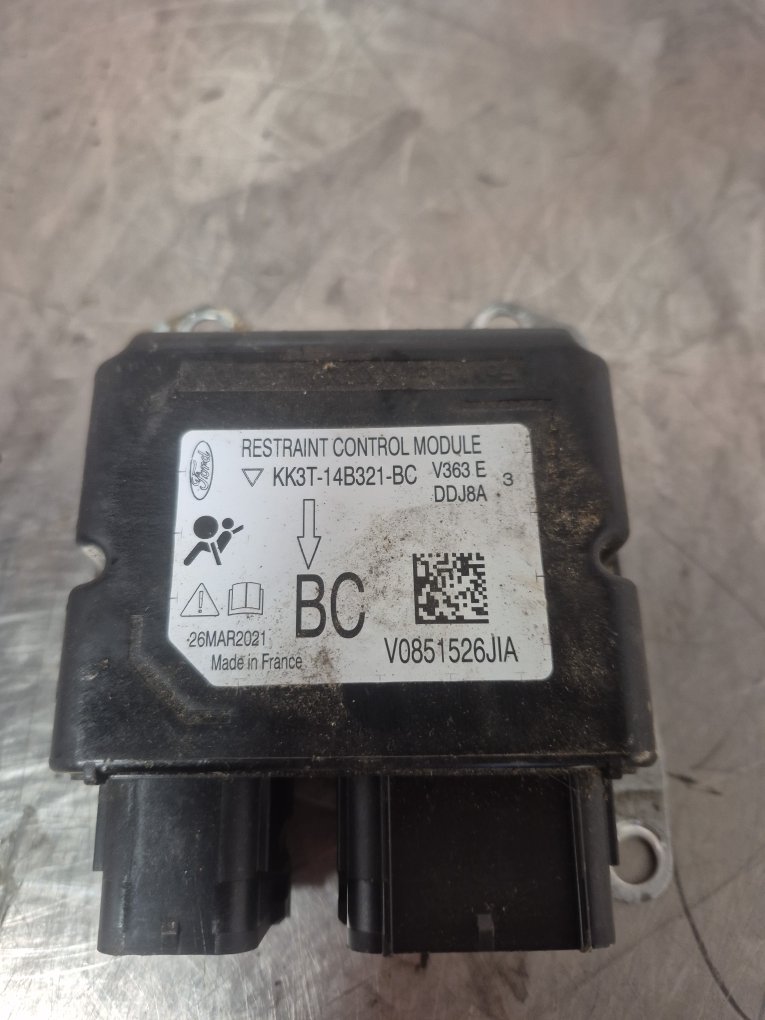 Ford
RESTRAINT CONTROL MODULE
KK3T-14B321-BC V363 E 3
DDJ8A
BC
26MAR2021
Made in France
V0851526JIA